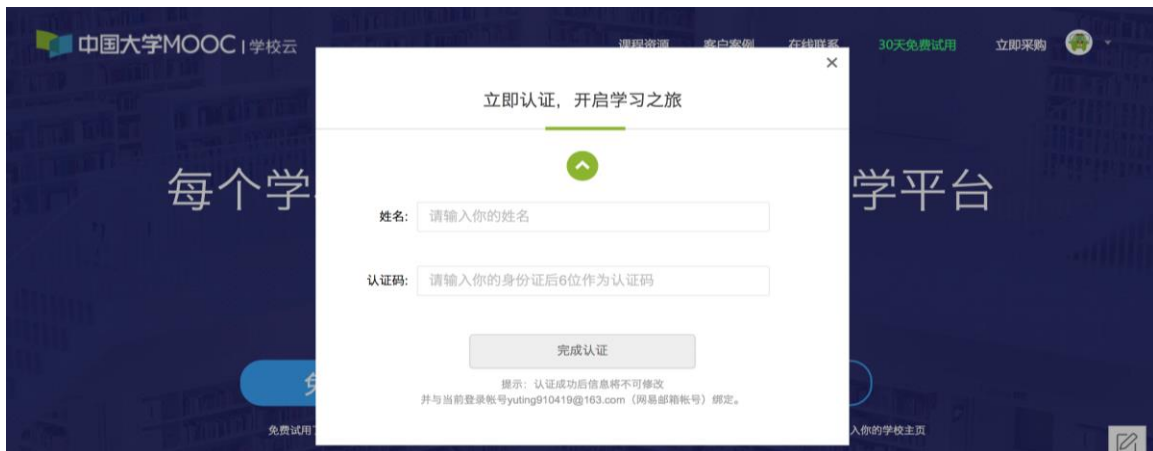 中国大学MOOC | 学校云
课程资源 客户案例 在线联系 30天免费试用 立即采购
立即认证，开启学习之旅
每个学 学平台
姓名: 请输入你的姓名
认证码: 请输入你的身份证后6位作为认证码
完成认证
提示：认证成功后信息将不可修改
并与当前登录帐号yuting910419@163.com（网易邮箱帐号）绑定。
免费试用 入你的学校主页